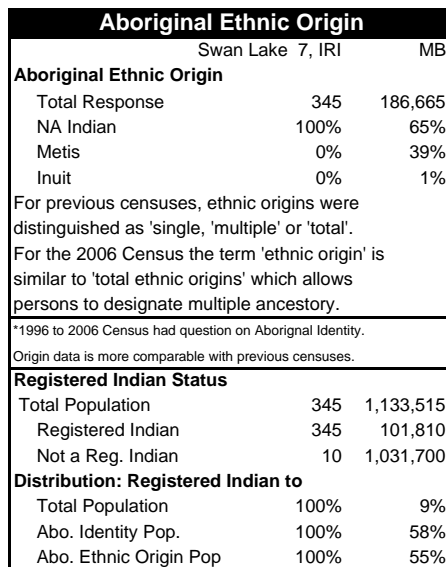 Aboriginal Ethnic Origin
Swan Lake 7, IRI MB
Aboriginal Ethnic Origin
Total Response 345 186,665
NA Indian 100% 65%
Metis 0% 39%
Inuit 0% 1%
For previous censuses, ethnic origins were
distinguished as 'single, 'multiple' or 'total'.
For the 2006 Census the term 'ethnic origin' is
similar to 'total ethnic origins' which allows
persons to designate multiple ancestory.
*1996 to 2006 Census had question on Aborignal Identity.
Origin data is more comparable with previous censuses.
Registered Indian Status
Total Population 345 1,133,515
Registered Indian 345 101,810
Not a Reg. Indian 10 1,031,700
Distribution: Registered Indian to
Total Population 100% 9%
Abo. Identity Pop. 100% 58%
Abo. Ethnic Origin Pop 100% 55%